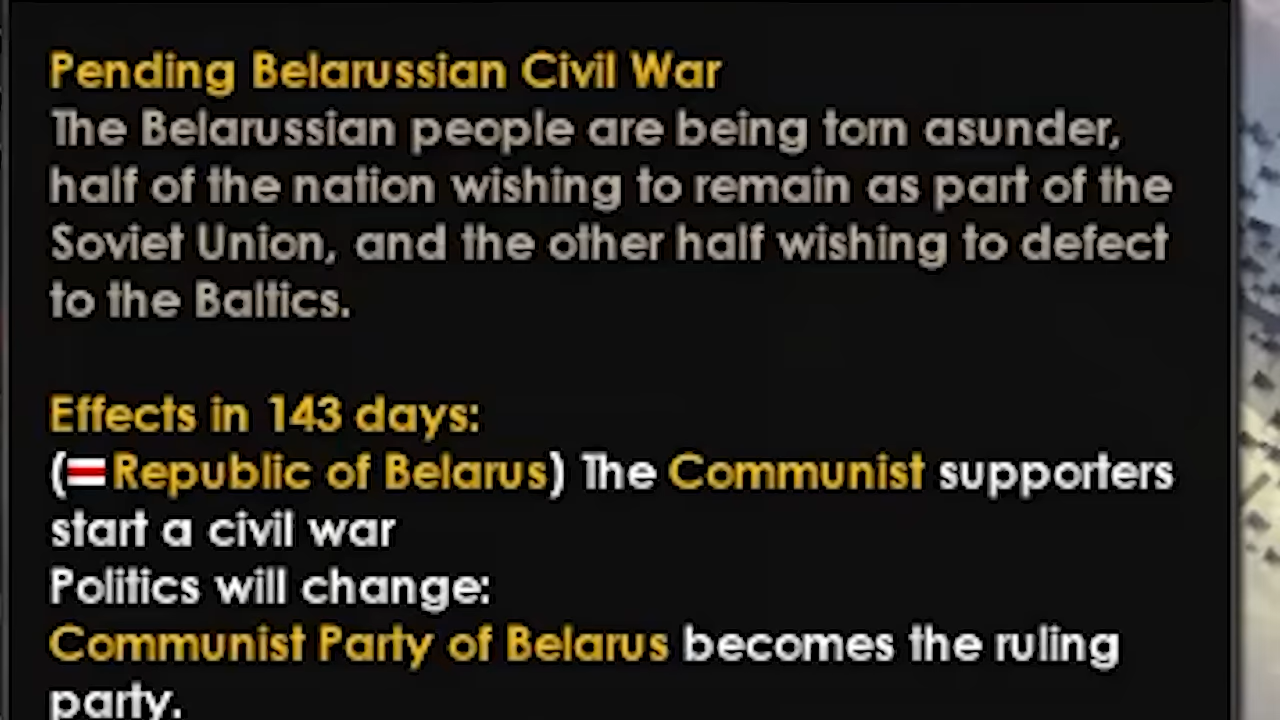 Pending Belarussian Civil War
The Belarussian people are being torn asunder,
half of the nation wishing to remain as part of the
Soviet Union, and the other half wishing to defect
to the Baltics.
Effects in 143 days:
(Republic of Belarus) The Communist supporters
start a civil war
Politics will change:
Communist Party of Belarus becomes the ruling
party.